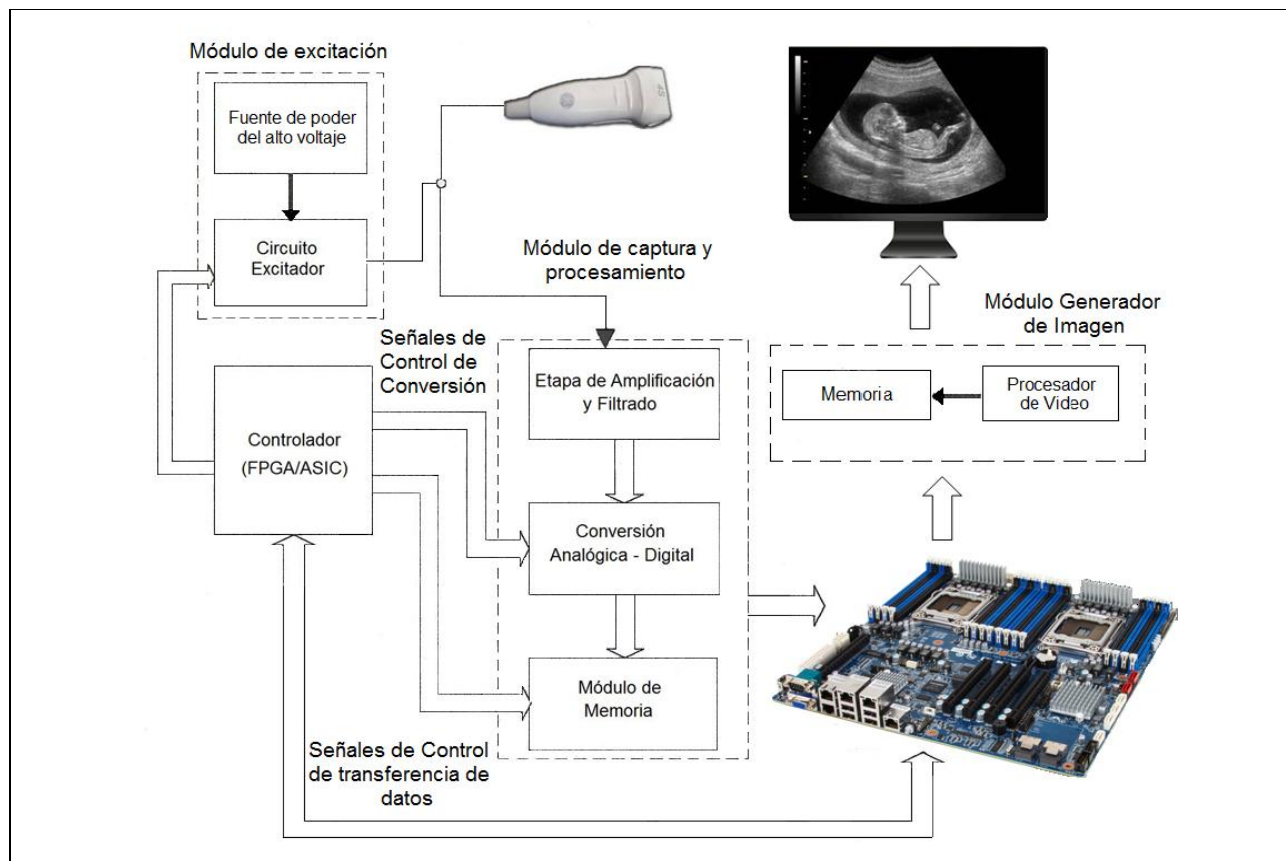 Módulo de excitación
Fuente de poder
del alto voltaje
Circuito
Excitador
Módulo de captura y
procesamiento
Señales de
Control de
Conversión
Etapa de Amplificación
y Filtrado
Controlador
(FPGA/ASIC)
Conversión
Analógica - Digital
Módulo de
Memoria
Señales de Control
de transferencia de
datos
Módulo Generador
de Imagen
Memoria
Procesador
de Video